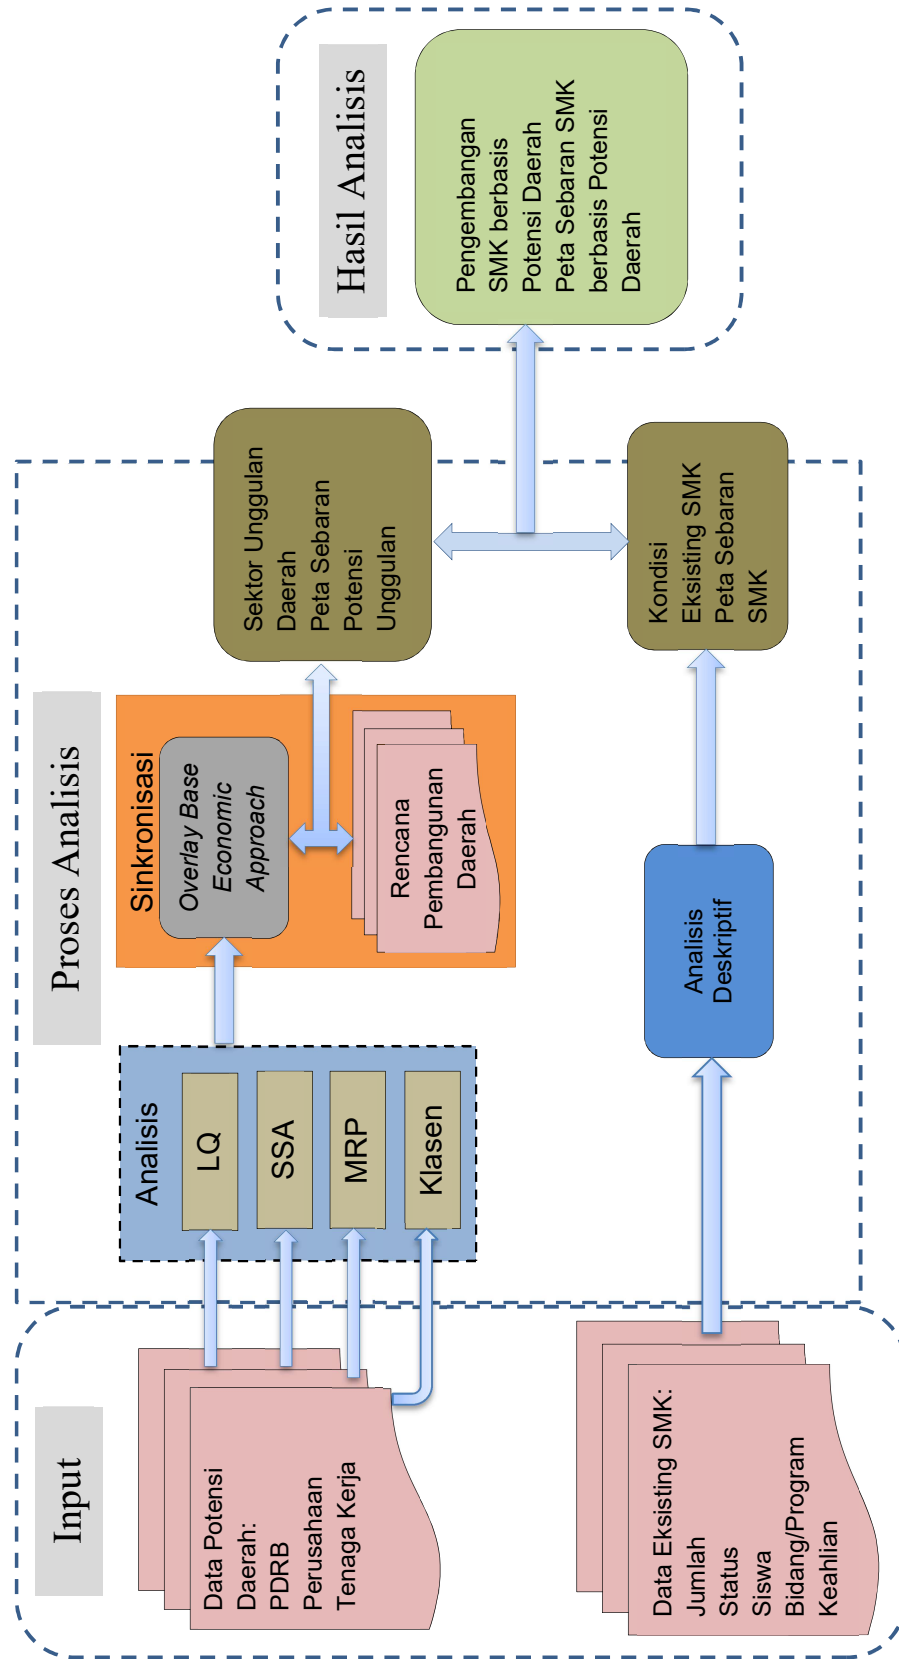 Input
Data Potensi
Daerah:
PDRB
Perusahaan
Tenaga Kerja
Data Eksisting SMK:
Jumlah
Status
Siswa
Bidang/Program
Keahlian
Proses Analisis
Analisis
LQ
SSA
MRP
Klasen
Sinkronisasi
Overlay Base
Economic
Approach
Rencana
Pembangunan
Daerah
Analisis
Deskriptif
Sektor Unggulan
Daerah
Peta Sebaran
Potensi
Unggulan
Kondisi
Eksisting SMK
Peta Sebaran
SMK
Hasil Analisis
Pengembangan
SMK berbasis
Potensi Daerah
Peta Sebaran SMK
berbasis Potensi
Daerah